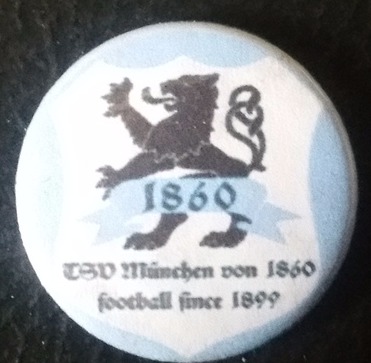 1860
TSV München von 1860
football since 1899